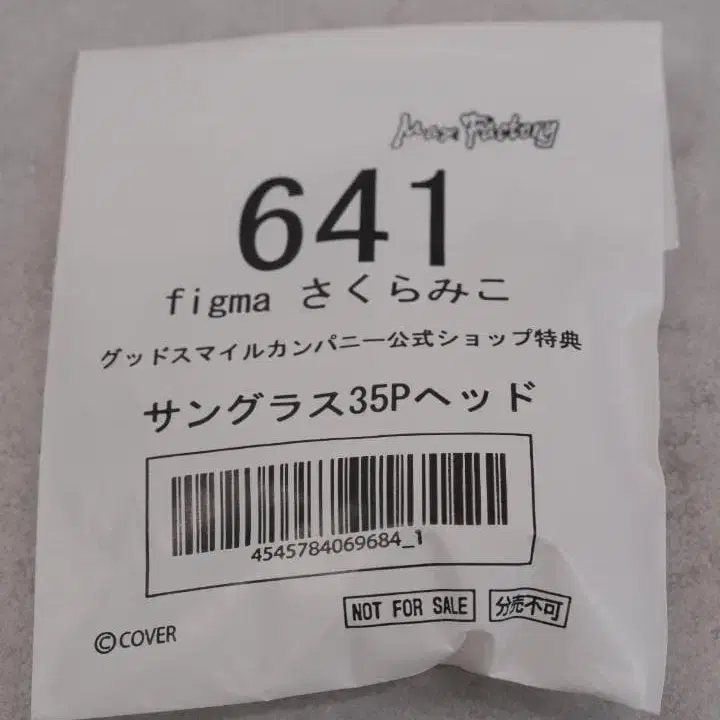 Max Factory
641
figma さくらみこ
グッドスマイルカンパニー公式ショップ特典
サングラス35Pヘッド
4545784069684_1
NOT FOR SALE 分売不可
©COVER